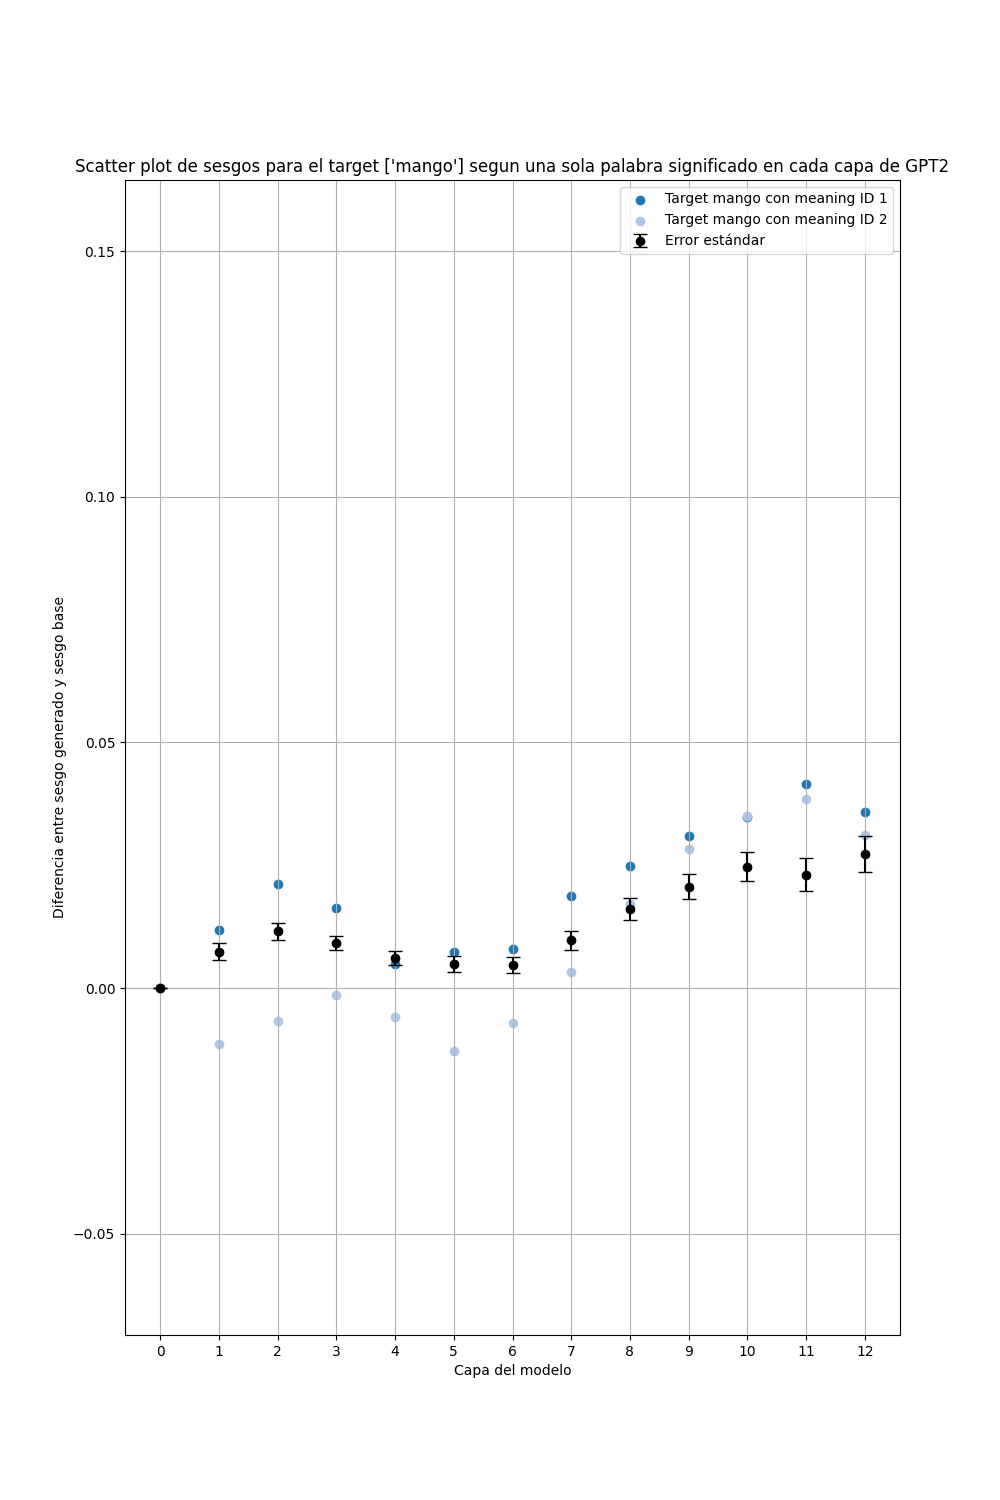 Scatter plot de sesgos para el target ['mango'] segun una sola palabra significado en cada capa de GPT2
Target mango con meaning ID 1
Target mango con meaning ID 2
Error estándar
0.15
0.10
0.05
0.00
−0.05
Diferencia entre sesgo generado y sesgo base
0 1 2 3 4 5 6 7 8 9 10 11 12
Capa del modelo